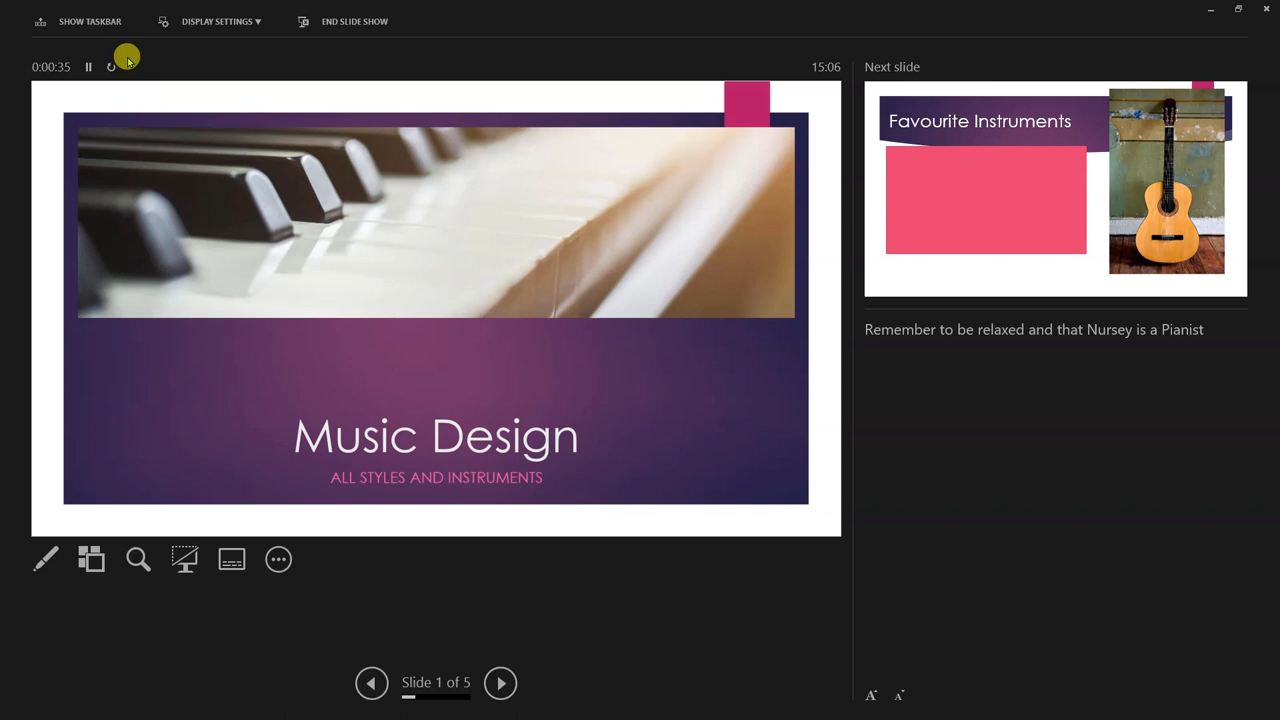 SHOW TASKBAR
DISPLAY SETTINGS ▼
END SLIDE SHOW
0:00:35
15:06
Next slide
Favourite Instruments
Remember to be relaxed and that Nursey is a Pianist
Music Design
ALL STYLES AND INSTRUMENTS
Slide 1 of 5
A
A